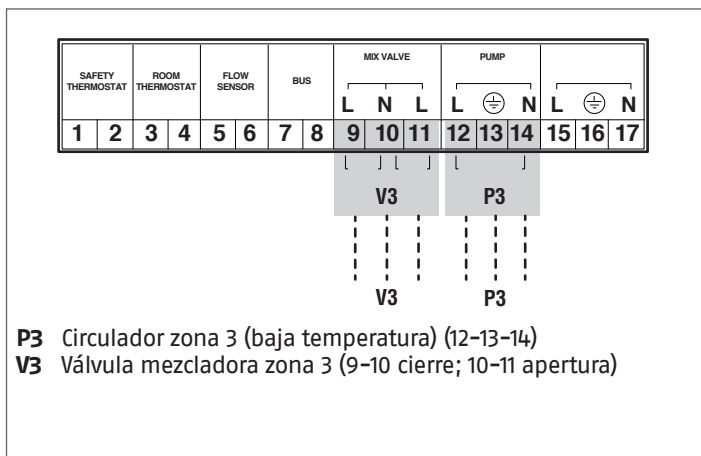 MIX VALVE PUMP
SAFETY THERMOSTAT ROOM THERMOSTAT FLOW SENSOR BUS
L N L L N L N
1 2 3 4 5 6 7 8 9 10 11 12 13 14 15 16 17
V3 P3
V3 P3
P3 Circulador zona 3 (baja temperatura) (12-13-14)
V3 Válvula mezcladora zona 3 (9-10 cierre; 10-11 apertura)